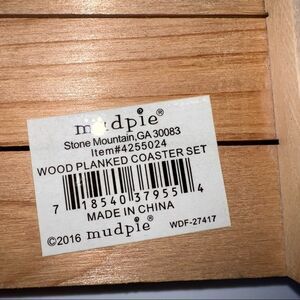 mudpie®
Stone Mountain, GA 30083
Item#4255024
WOOD PLANKED COASTER SET
7 18540 37955 4
MADE IN CHINA
©2016 mudpie® WDF-27417